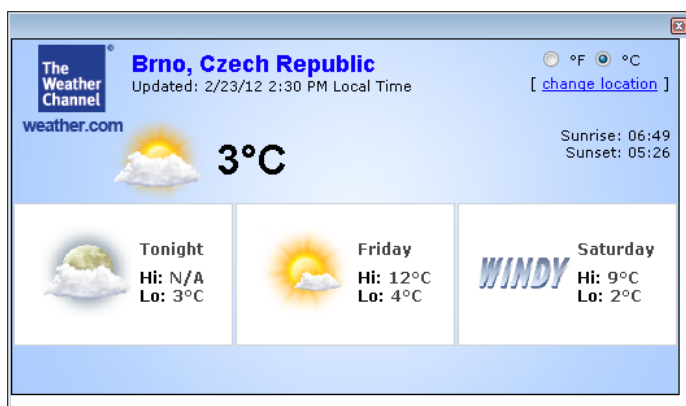 The
Weather
Channel
weather.com
Brno, Czech Republic
Updated: 2/23/12 2:30 PM Local Time
°F °C
[ change location ]
3°C
Sunrise: 06:49
Sunset: 05:26
Tonight
Hi: N/A
Lo: 3°C
Friday
Hi: 12°C
Lo: 4°C
WINDY
Saturday
Hi: 9°C
Lo: 2°C